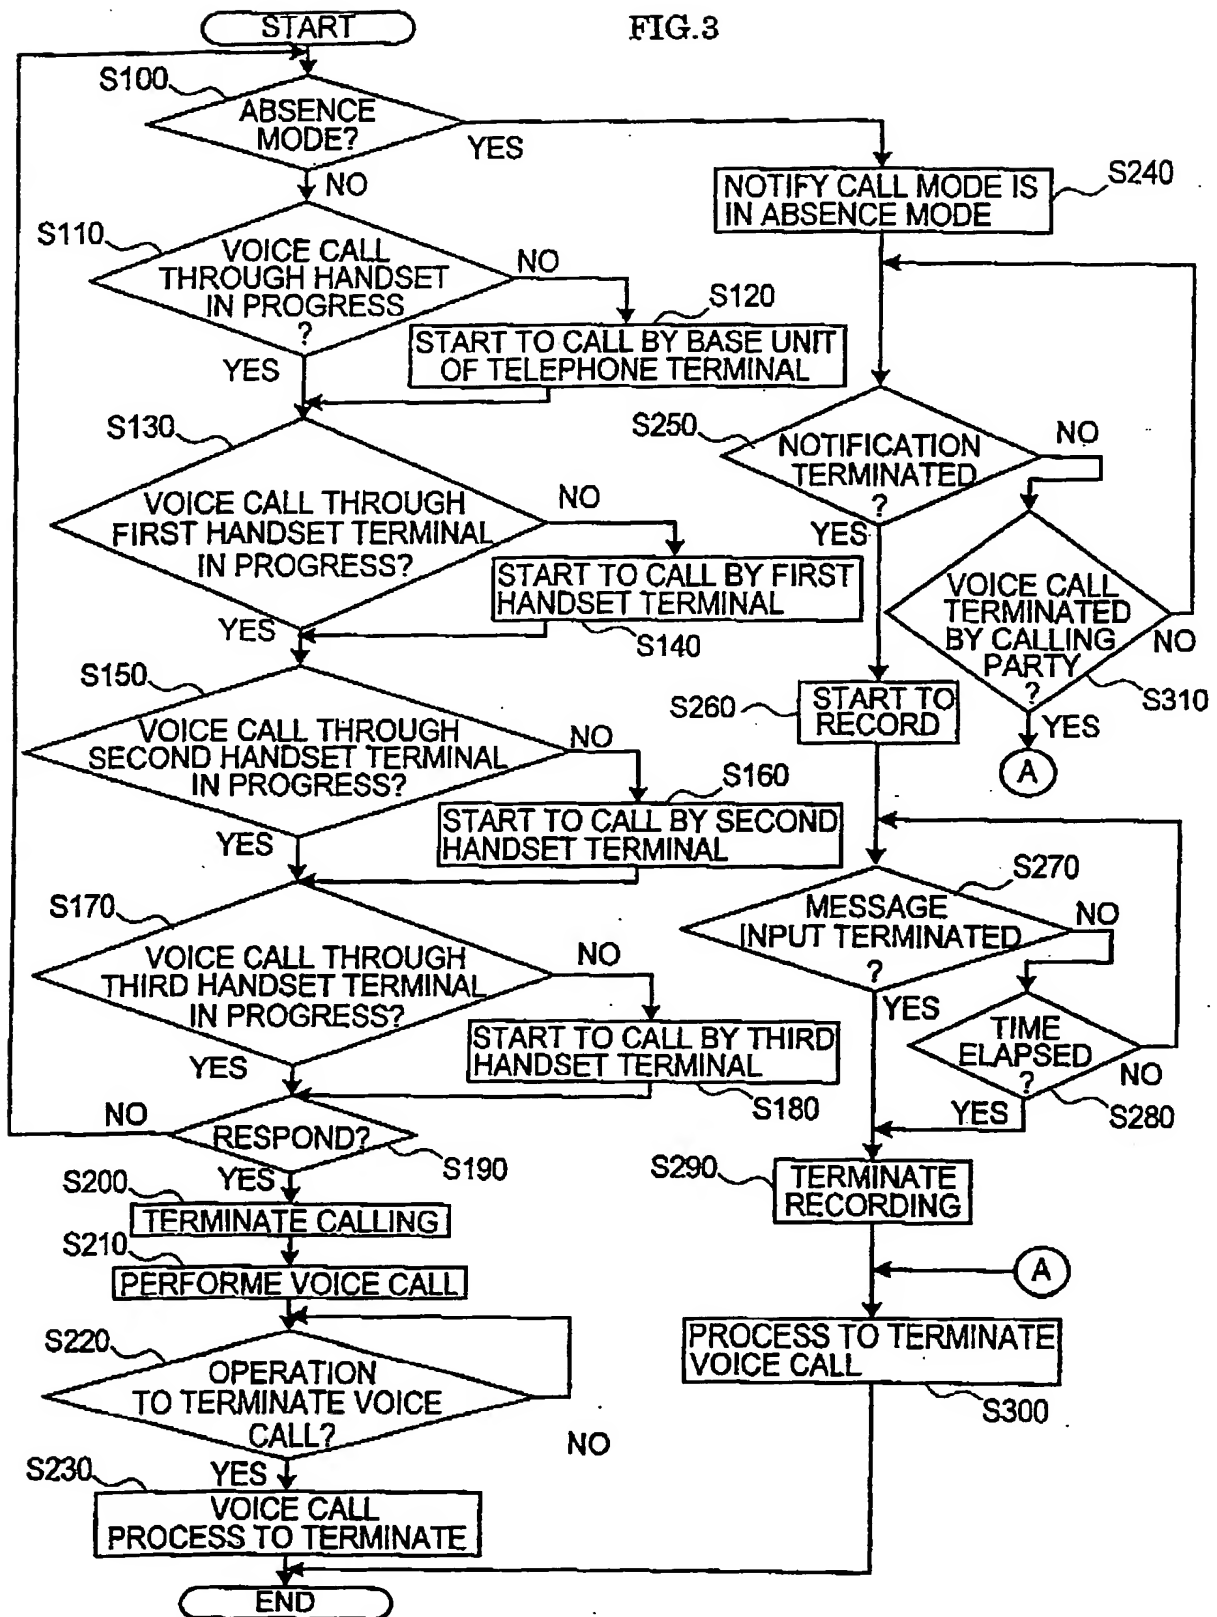 FIG.3
START
S100
ABSENCE
MODE?
YES
NO
S240
NOTIFY CALL MODE IS
IN ABSENCE MODE
S110
VOICE CALL
THROUGH HANDSET
IN PROGRESS
?
NO
YES
S120
START TO CALL BY BASE UNIT
OF TELEPHONE TERMINAL
S130
VOICE CALL THROUGH
FIRST HANDSET TERMINAL
IN PROGRESS?
NO
YES
START TO CALL BY FIRST
HANDSET TERMINAL
S140
S150
VOICE CALL THROUGH
SECOND HANDSET TERMINAL
IN PROGRESS?
NO
YES
S160
START TO CALL BY SECOND
HANDSET TERMINAL
S170
VOICE CALL THROUGH
THIRD HANDSET TERMINAL
IN PROGRESS?
NO
YES
START TO CALL BY THIRD
HANDSET TERMINAL
S180
NO
RESPOND?
S190
YES
S200
TERMINATE CALLING
S210
PERFORME VOICE CALL
S220
OPERATION
TO TERMINATE VOICE
CALL?
NO
YES
S230
VOICE CALL
PROCESS TO TERMINATE
END
S250
NOTIFICATION
TERMINATED
?
NO
YES
VOICE CALL
TERMINATED
BY CALLING
PARTY
?
NO
S310
YES
A
S260
START TO
RECORD
S270
MESSAGE
INPUT TERMINATED
?
NO
YES
TIME
ELAPSED
?
NO
YES
S280
S290
TERMINATE
RECORDING
A
PROCESS TO TERMINATE
VOICE CALL
S300